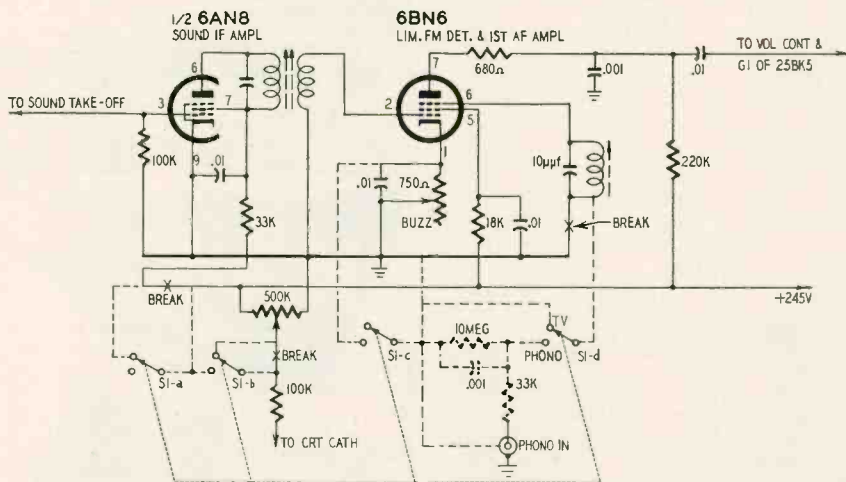 1/2 6AN8
SOUND IF AMPL
6BN6
LIM. FM DET. & IST AF AMPL
TO VOL CONT &
G1 OF 25BK5
TO SOUND TAKE-OFF
6
3
7
9
100K
.01
33K
7
680Ω
.001
.01
2
6
5
1
.01
750Ω
BUZZ
18K
.01
10μμf
BREAK
220K
BREAK
500K
+245V
BREAK
S1-a
S1-b
100K
TO CRT CATH
S1-c
10MEG
.001
33K
TV
PHONO
S1-d
PHONO IN